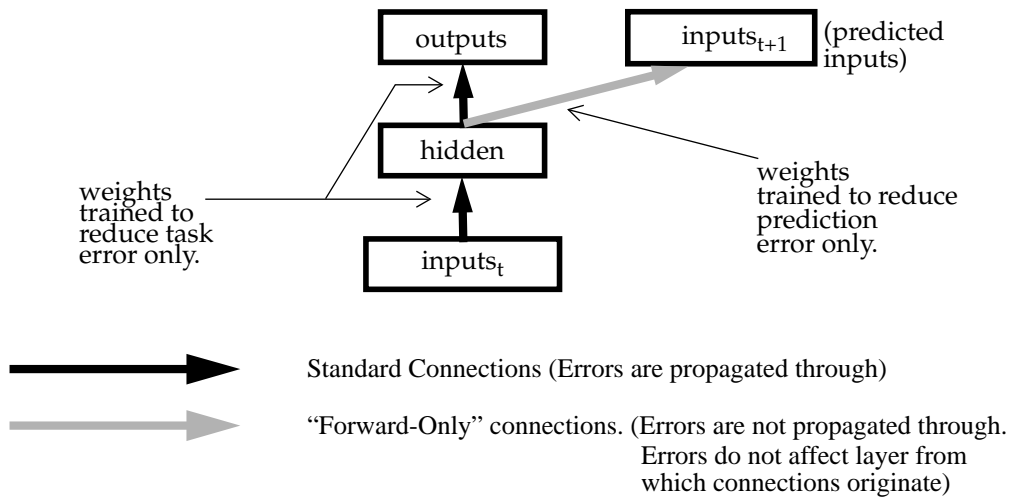 outputs
inputs_{t+1}
(predicted
inputs)
hidden
weights
trained to
reduce task
error only.
weights
trained to reduce
prediction
error only.
inputs_t
Standard Connections (Errors are propagated through)
“Forward-Only” connections. (Errors are not propagated through.
Errors do not affect layer from
which connections originate)